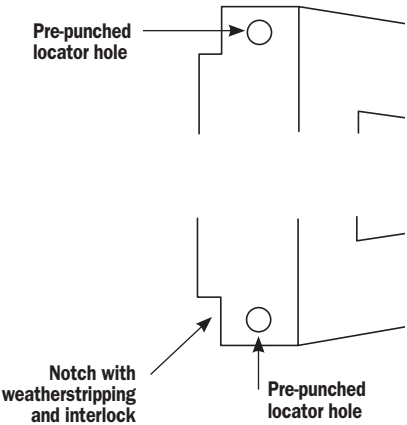 Pre-punched
locator hole
Notch with
weatherstripping
and interlock
Pre-punched
locator hole